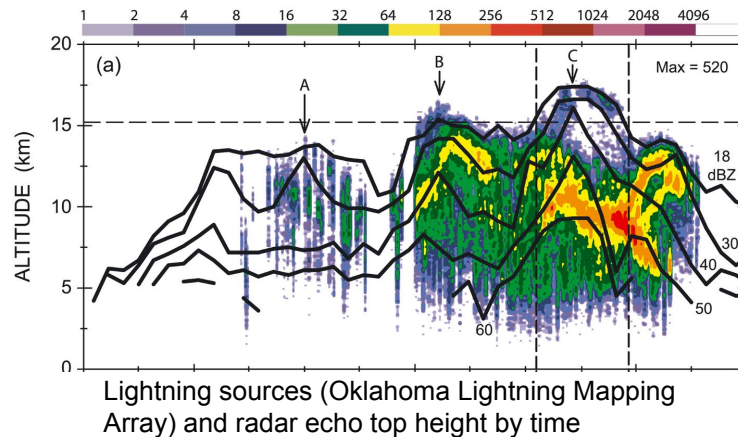 1 2 4 8 16 20 32 64 128 256 512 1024 2048 4096
20
(a)
A
B
C
Max = 520
15
18
dBZ
10
30
40
5
50
60
0
ALTITUDE (km)
Lightning sources (Oklahoma Lightning Mapping
Array) and radar echo top height by time